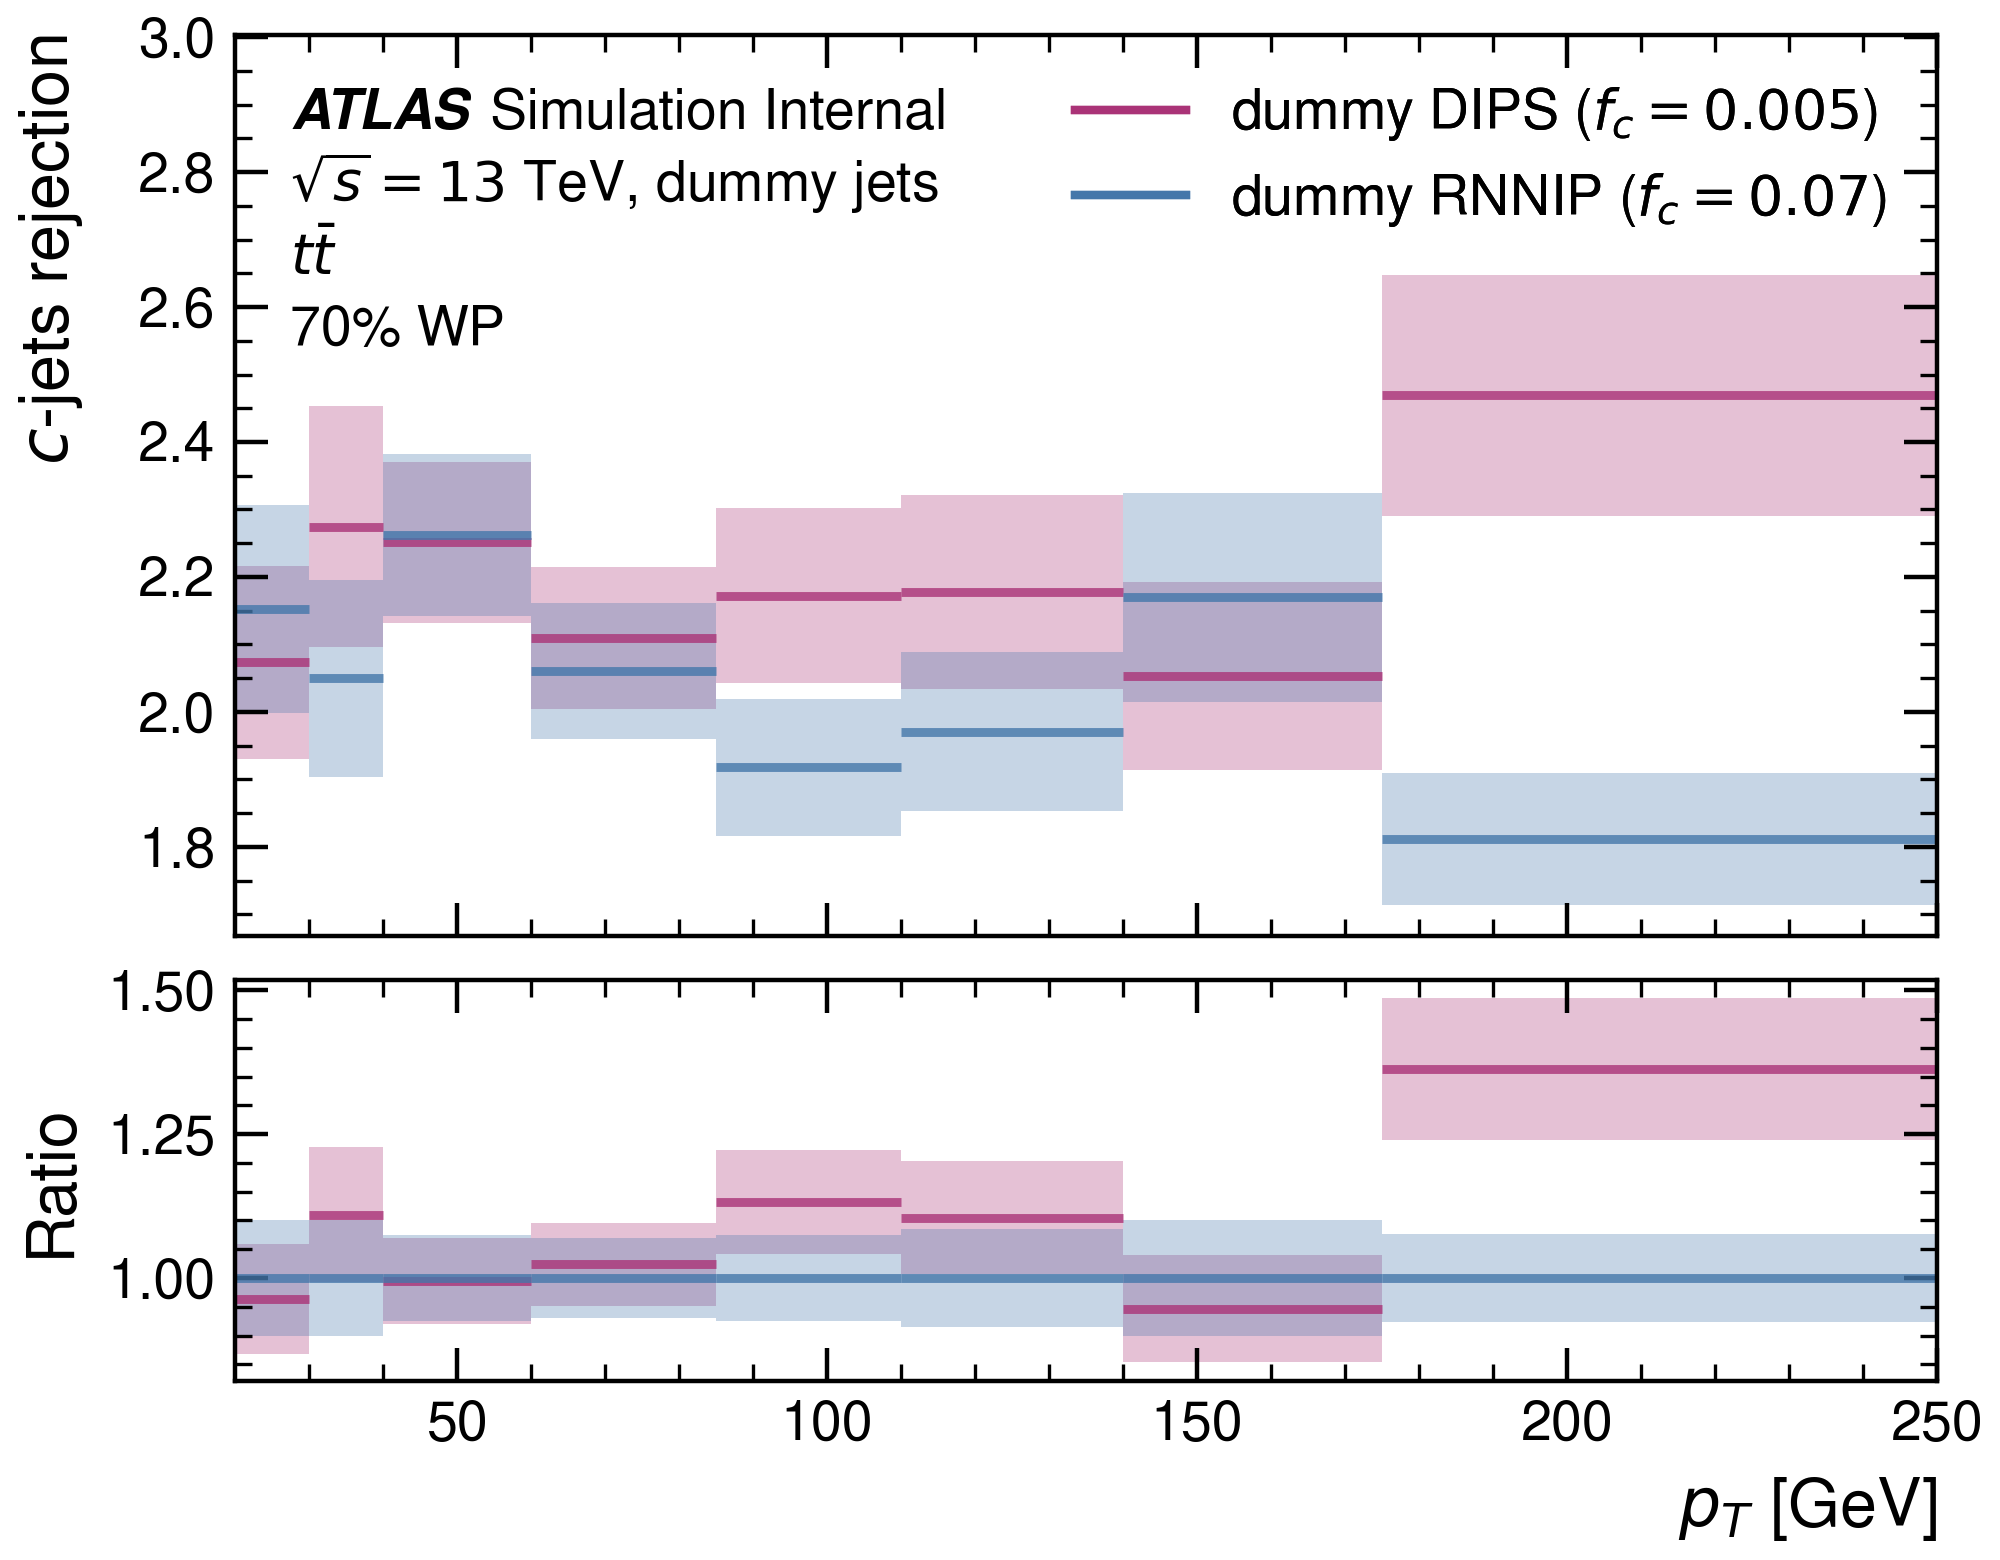 3.0
2.8
2.6
2.4
2.2
2.0
1.8
c-jets rejection
ATLAS Simulation Internal
√s = 13 TeV, dummy jets
tt̄
70% WP
dummy DIPS (f_c = 0.005)
dummy RNNIP (f_c = 0.07)
1.50
1.25
1.00
Ratio
50 100 150 200 250
p_T [GeV]